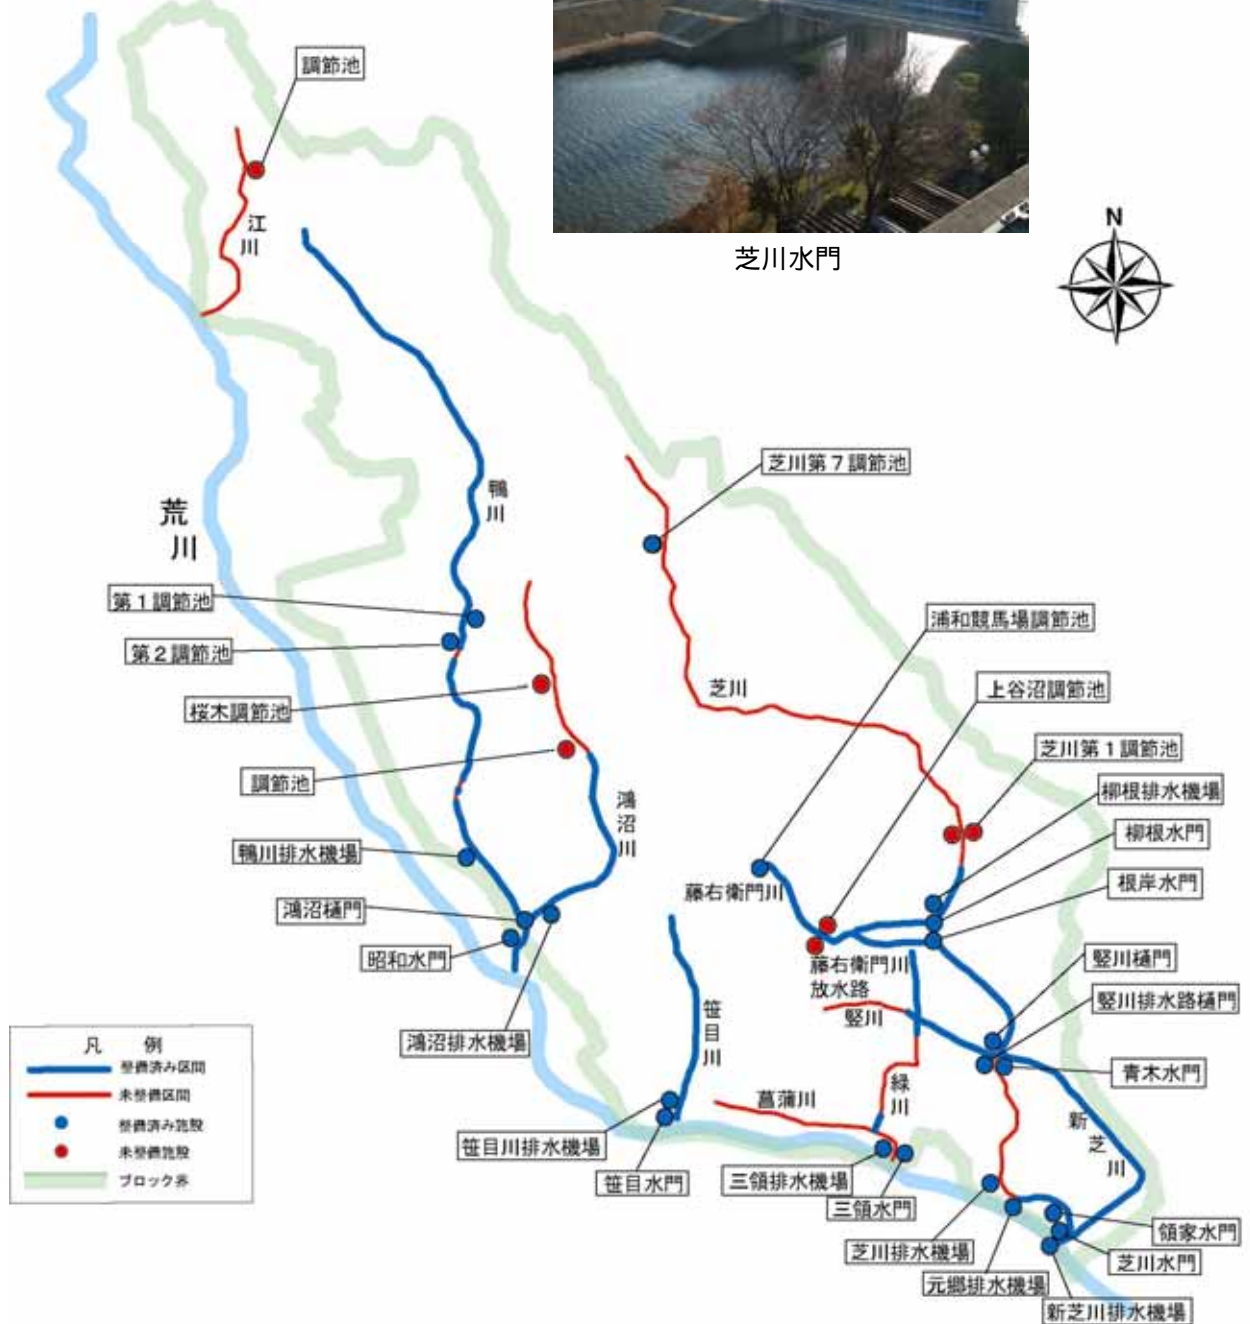 調節池
江川
芝川水門
N
芝川第7調節池
鴨川
荒川
第1調節池
第2調節池
浦和競馬場調節池
上谷沼調節池
芝川
桜木調節池
芝川第1調節池
調節池
柳根排水機場
鴻沼川
柳根水門
鴨川排水機場
根岸水門
藤右衛門川
鴻沼樋門
昭和水門
竪川樋門
藤右衛門川
放水路
竪川排水路樋門
竪川
笹目川
鴻沼排水機場
青木水門
凡 例
整備済み区間
未整備区間
整備済み施設
未整備施設
ブロック界
緑川
菖蒲川
新芝川
笹目川排水機場
笹目水門
三領排水機場
三領水門
領家水門
芝川排水機場
芝川水門
元郷排水機場
新芝川排水機場